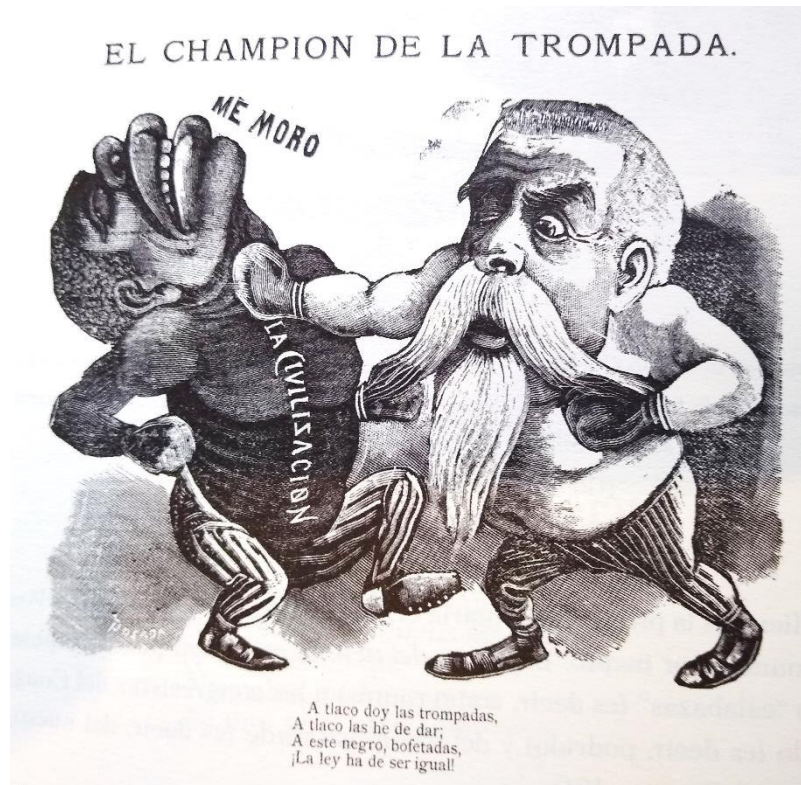 EL CHAMPION DE LA TROMPADA.
ME MORO
LA CIVILIZACION
POSADA
A tlaco doy las trompadas,
A tlaco las he de dar;
A este negro, bofetadas,
¡La ley ha de ser igual!